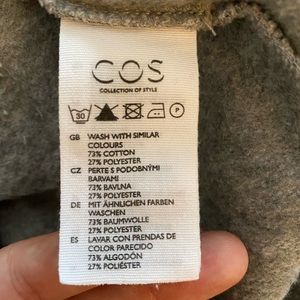 COS
COLLECTION OF STYLE
30 P
GB WASH WITH SIMILAR
COLOURS
73% COTTON
27% POLYESTER
CZ PERTE S PODOBNÝMI
BARVAMI
73% BAVLNA
27% POLYESTER
DE MIT ÄHNLICHEN FARBEN
WASCHEN
73% BAUMWOLLE
27% POLYESTER
ES LAVAR CON PRENDAS DE
COLOR PARECIDO
73% ALGODÓN
27% POLIÉSTER